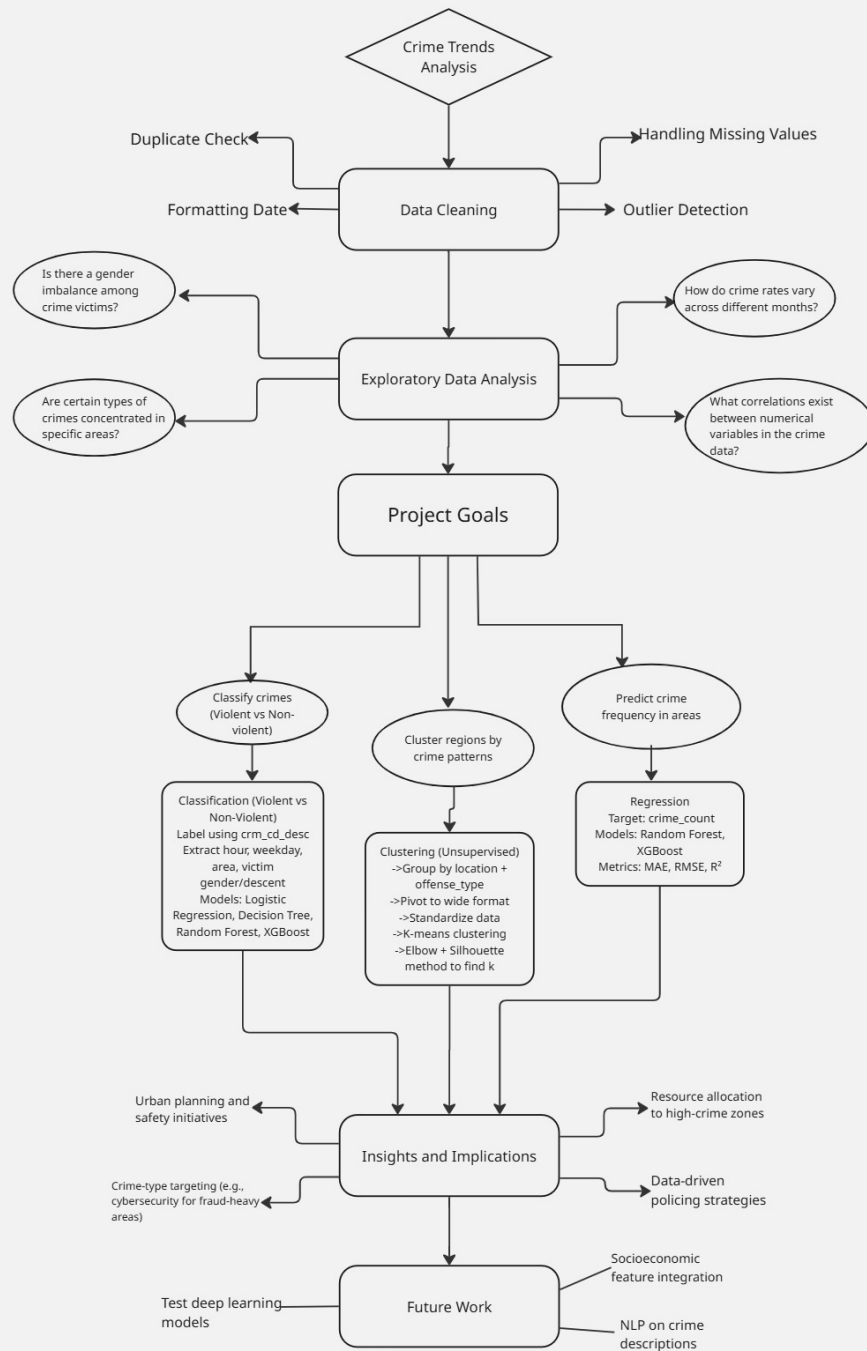 Crime Trends
Analysis
Duplicate Check
Handling Missing Values
Formatting Date
Data Cleaning
Outlier Detection
Is there a gender
imbalance among
crime victims?
How do crime rates vary
across different months?
Exploratory Data Analysis
Are certain types of
crimes concentrated in
specific areas?
What correlations exist
between numerical
variables in the crime
data?
Project Goals
Classify crimes
(Violent vs Non-
violent)
Cluster regions by
crime patterns
Predict crime
frequency in areas
Classification (Violent vs
Non-Violent)
Label using crm_cd_desc
Extract hour, weekday,
area, victim
gender/descent
Models: Logistic
Regression, Decision Tree,
Random Forest, XGBoost
Clustering (Unsupervised)
->Group by location +
offense_type
->Pivot to wide format
->Standardize data
->K-means clustering
->Elbow + Silhouette
method to find k
Regression
Target: crime_count
Models: Random Forest,
XGBoost
Metrics: MAE, RMSE, R²
Urban planning and
safety initiatives
Resource allocation
to high-crime zones
Insights and Implications
Crime-type targeting (e.g.,
cybersecurity for fraud-heavy
areas)
Data-driven
policing strategies
Socioeconomic
feature integration
Test deep learning
models
Future Work
NLP on crime
descriptions